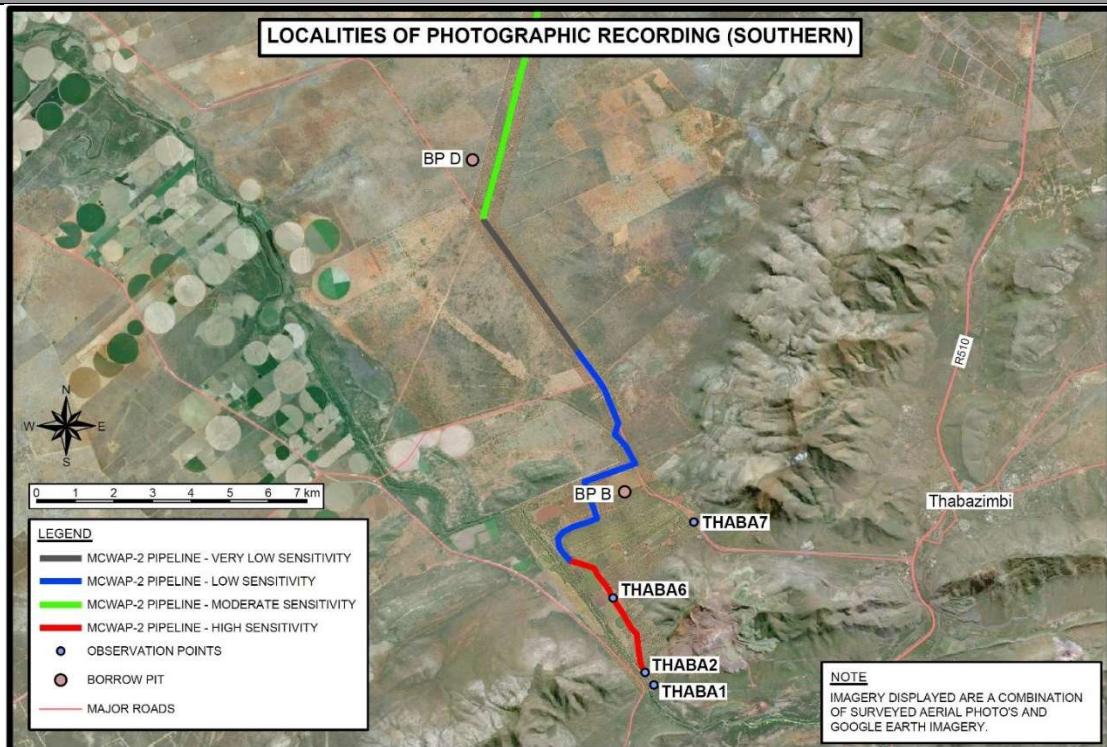 LOCALITIES OF PHOTOGRAPHIC RECORDING (SOUTHERN)
BP D
R510
N
W E
S
0 1 2 3 4 5 6 7 km
BP B
Thabazimbi
THABA7
THABA6
THABA2
THABA1
LEGEND
MCWAP-2 PIPELINE - VERY LOW SENSITIVITY
MCWAP-2 PIPELINE - LOW SENSITIVITY
MCWAP-2 PIPELINE - MODERATE SENSITIVITY
MCWAP-2 PIPELINE - HIGH SENSITIVITY
OBSERVATION POINTS
BORROW PIT
MAJOR ROADS
NOTE
IMAGERY DISPLAYED ARE A COMBINATION
OF SURVEYED AERIAL PHOTO'S AND
GOOGLE EARTH IMAGERY.